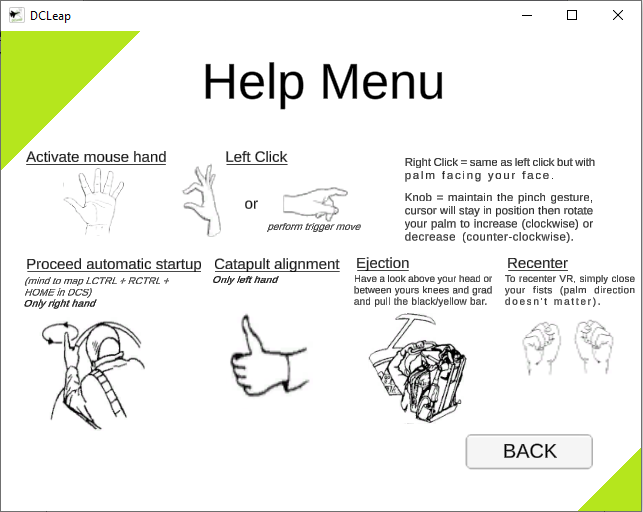 DCLeap
Help Menu
Activate mouse hand
Left Click
or
perform trigger move
Right Click = same as left click but with
palm facing your face.
Knob = maintain the pinch gesture,
cursor will stay in position then rotate
your palm to increase (clockwise) or
decrease (counter-clockwise).
Proceed automatic startup
(mind to map LCTRL + RCTRL +
HOME in DCS)
Only right hand
Catapult alignment
Only left hand
Ejection
Have a look above your head or
between yours knees and grad
and pull the black/yellow bar.
Recenter
To recenter VR, simply close
your fists (palm direction
doesn't matter).
BACK